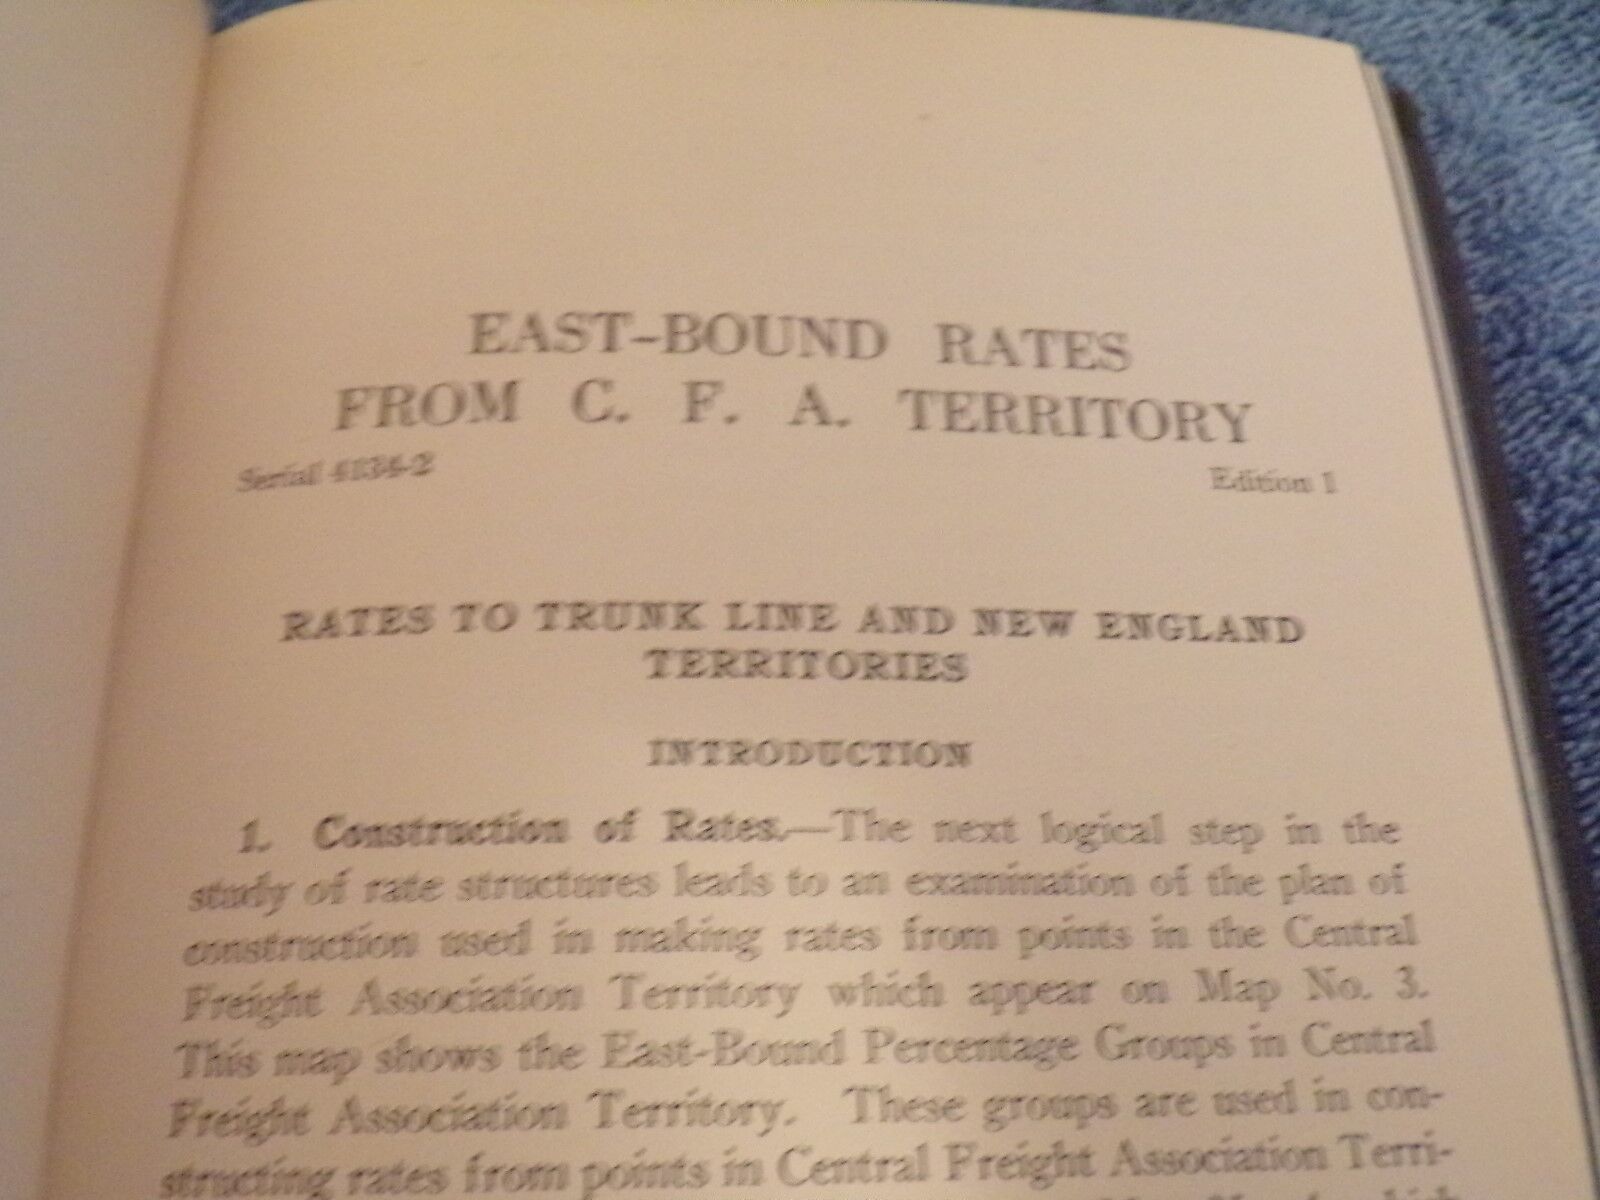 EAST-BOUND RATES
FROM C. F. A. TERRITORY
Serial 4134-2 Edition 1
RATES TO TRUNK LINE AND NEW ENGLAND
TERRITORIES
INTRODUCTION
1. Construction of Rates.—The next logical step in the
study of rate structures leads to an examination of the plan of
construction used in making rates from points in the Central
Freight Association Territory which appear on Map No. 3.
This map shows the East-Bound Percentage Groups in Central
Freight Association Territory. These groups are used in con-
structing rates from points in Central Freight Association Terri-